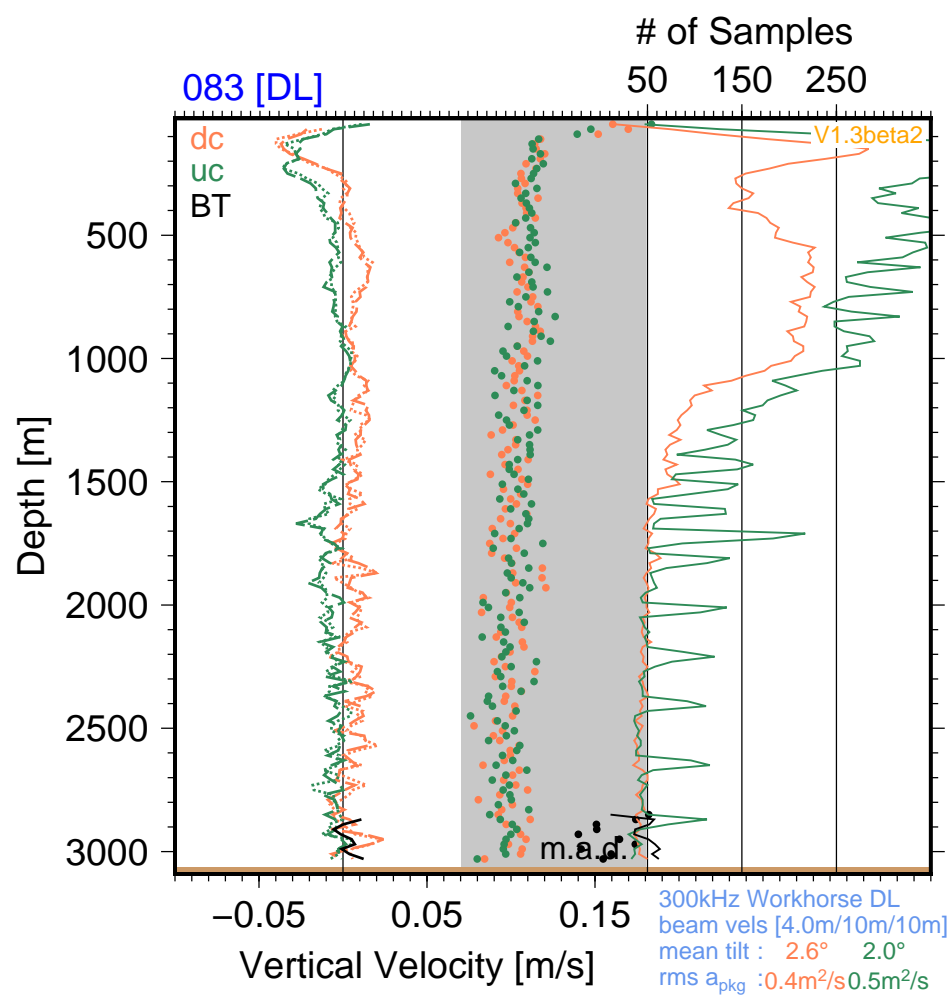 # of Samples
50 150 250
083 [DL]
V1.3beta2
dc
uc
BT
500
1000
1500
2000
2500
3000
Depth [m]
m.a.d.
−0.05 0.05 0.15
Vertical Velocity [m/s]
300kHz Workhorse DL
beam vels [4.0m/10m/10m]
mean tilt : 2.6° 2.0°
rms apkg :0.4m²/s 0.5m²/s